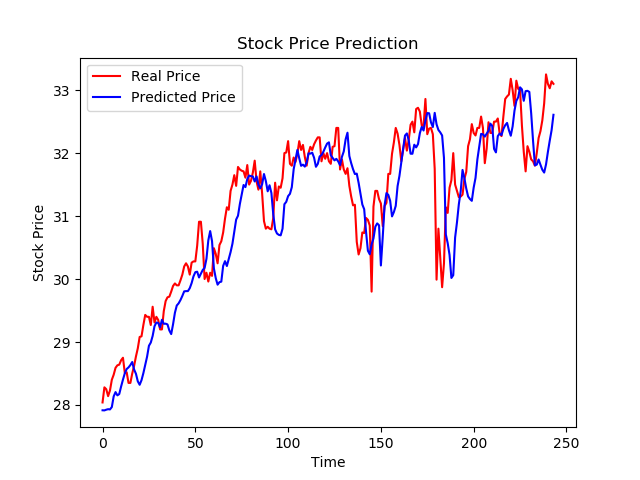 Stock Price Prediction
Real Price
Predicted Price
33
32
31
30
29
28
Stock Price
0 50 100 150 200 250
Time